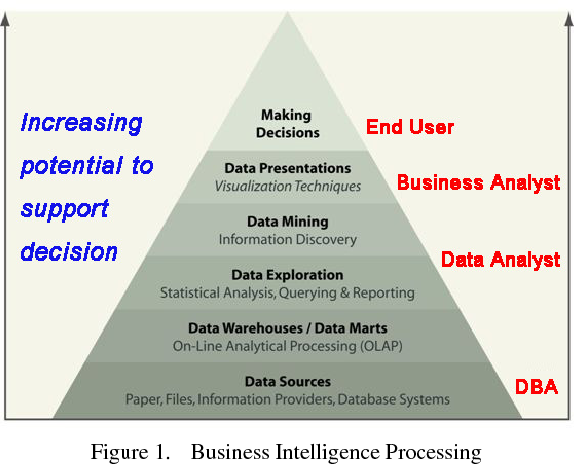 Increasing
potential to
support
decision
Making
Decisions
End User
Data Presentations
Visualization Techniques
Business Analyst
Data Mining
Information Discovery
Data Analyst
Data Exploration
Statistical Analysis, Querying & Reporting
Data Warehouses / Data Marts
On-Line Analytical Processing (OLAP)
Data Sources
Paper, Files, Information Providers, Database Systems
DBA
Figure 1. Business Intelligence Processing